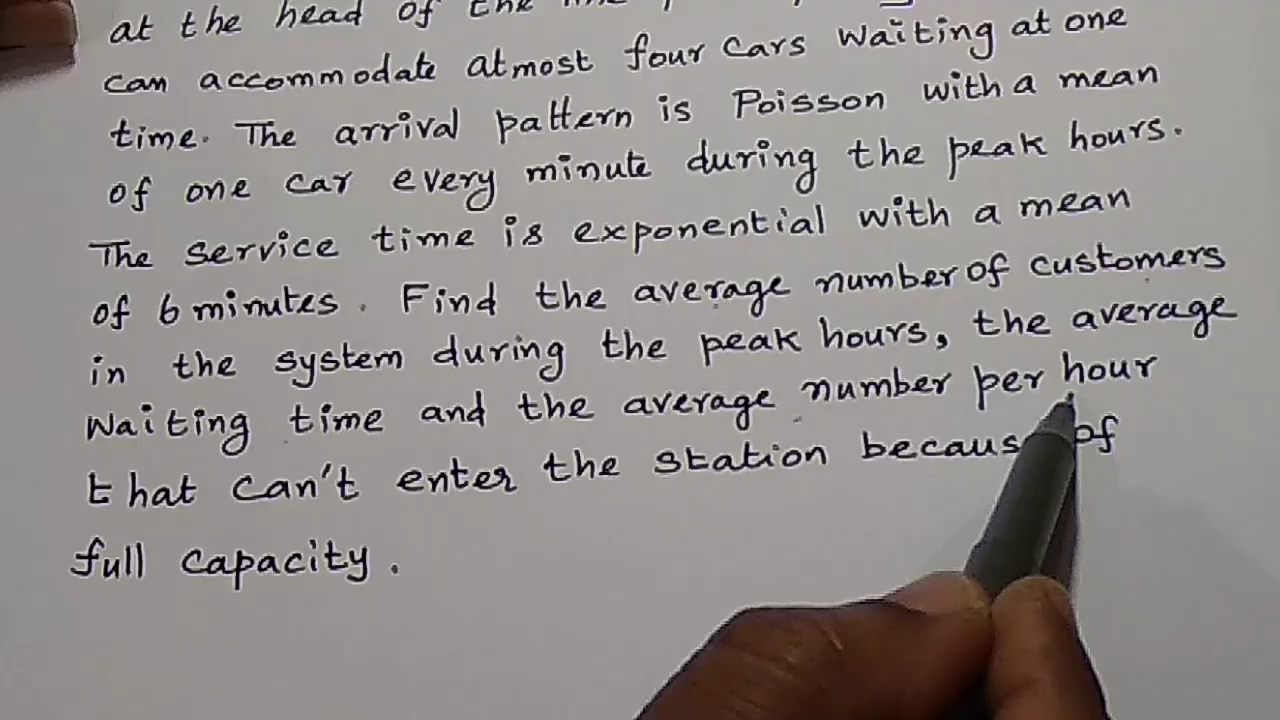 at the head of the
can accommodate atmost four cars waiting at one
time. The arrival pattern is Poisson with a mean
of one car every minute during the peak hours.
The service time is exponential with a mean
of 6 minutes. Find the average number of customers
in the system during the peak hours, the average
waiting time and the average number per hour
that can't enter the station because of
full capacity.